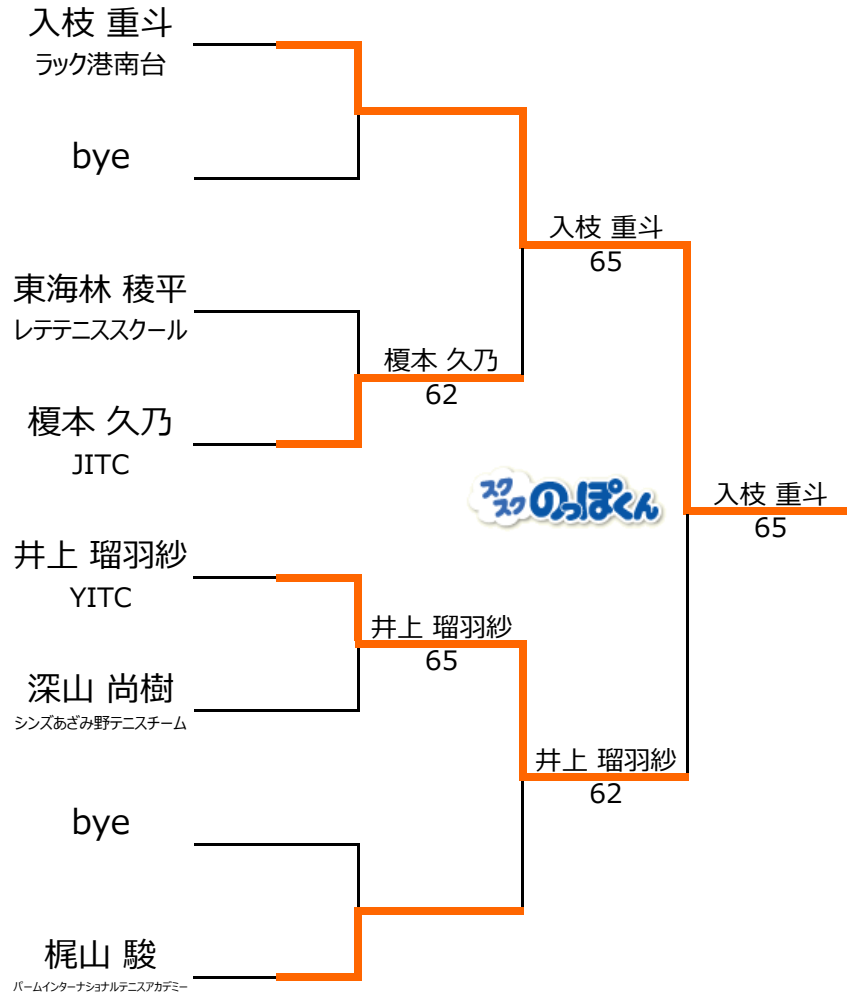 入枝 重斗
ラック港南台
bye
東海林 稜平
レテテニススクール
榎本 久乃
JITC
井上 瑠羽紗
YITC
深山 尚樹
シンズあざみ野テニスチーム
bye
梶山 駿
パームインターナショナルテニスアカデミー
榎本 久乃
62
井上 瑠羽紗
65
入枝 重斗
65
井上 瑠羽紗
62
スクスク のっぽくん
入枝 重斗
65